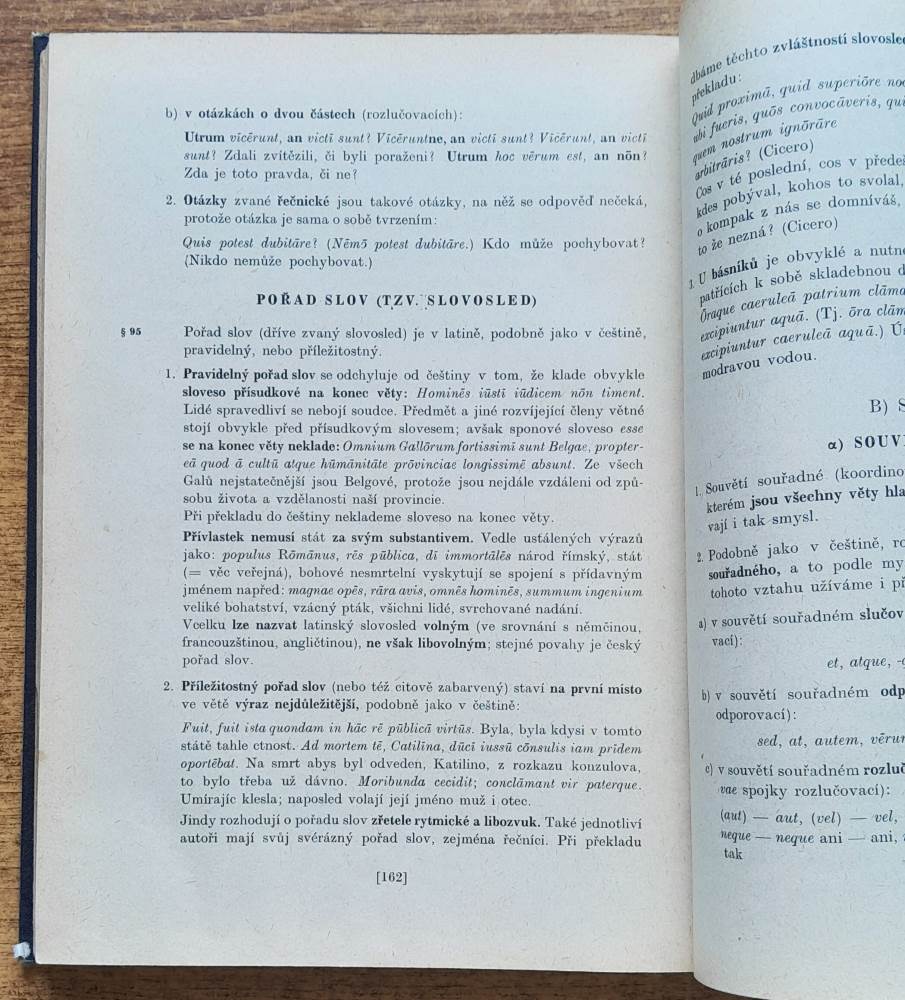 b) v otázkách o dvou částech (rozlučovacích):
Utrum vīcērunt, an victī sunt? Vīcēruntne, an victī sunt? Vīcērunt, an victī
sunt? Zdali zvítězili, či byli poraženi? Utrum hoc vērum est, an nōn?
Zda je toto pravda, či ne?
2. Otázky zvané řečnické jsou takové otázky, na něž se odpověď nečeká,
protože otázka je sama o sobě tvrzením:
Quis potest dubitāre? (Nēmō potest dubitāre.) Kdo může pochybovat?
(Nikdo nemůže pochybovat.)
POŘAD SLOV (TZV. SLOVOSLED)
§ 95 Pořad slov (dříve zvaný slovosled) je v latině, podobně jako v češtině,
pravidelný, nebo příležitostný.
1. Pravidelný pořad slov se odchyluje od češtiny v tom, že klade obvykle
sloveso přísudkové na konec věty: Hominēs iūstī iūdicem nōn timent.
Lidé spravedliví se nebojí soudce. Předmět a jiné rozvíjející členy větné
stojí obvykle před přísudkovým slovesem; avšak sponové sloveso esse
se na konec věty neklade: Omnium Gallōrum fortissimī sunt Belgae, propter-
eā quod ā cultū atque hūmānitāte prōvinciae longissimē absunt. Ze všech
Galů nejstatečnější jsou Belgové, protože jsou nejdále vzdáleni od způ-
sobu života a vzdělanosti naší provincie.
Při překladu do češtiny neklademe sloveso na konec věty.
Přívlastek nemusí stát za svým substantivem. Vedle ustálených výrazů
jako: populus Rōmānus, rēs pūblica, dī immortālēs národ římský, stát
(= věc veřejná), bohové nesmrtelní vyskytují se spojení s přídavným
jménem napřed: magnae opēs, rāra avis, omnēs hominēs, summum ingenium
veliké bohatství, vzácný pták, všichni lidé, svrchované nadání.
Vcelku lze nazvat latinský slovosled volným (ve srovnání s němčinou,
francouzštinou, angličtinou), ne však libovolným; stejné povahy je český
pořad slov.
2. Příležitostný pořad slov (nebo též citově zabarvený) staví na první místo
ve větě výraz nejdůležitější, podobně jako v češtině:
Fuit, fuit ista quondam in hāc rē pūblicā virtūs. Byla, byla kdysi v tomto
státě tahle ctnost. Ad mortem tē, Catilīna, dūcī iussū cōnsulis iam prīdem
oportēbat. Na smrt abys byl odveden, Katilino, z rozkazu konzulova,
to bylo třeba už dávno. Moribunda cecidit; conclāmant vir paterque.
Umírajíc klesla; naposled volají její jméno muž i otec.
Jindy rozhodují o pořadu slov zřetele rytmické a libozvuk. Také jednotliví
autoři mají svůj svérázný pořad slov, zejména řečníci. Při překladu
[162]
dbáme těchto zvláštností slovosled
překladu:
Quid proximā, quid superiōre noc
ubi fueris, quōs convocāveris, qui
quem nostrum ignōrāre
arbitrāris? (Cicero)
Cos v té poslední, cos v předeš
kdes pobýval, kohos to svolal,
o kompak z nás se domníváš,
to že nezná? (Cicero)
3. U básníků je obvyklé a nutné
patřících k sobě skladebnou d
Ōraque caeruleā patrium clāma
excipiuntur aquā. (Tj. ōra clām
excipiuntur caeruleā aquā.) Ús
modravou vodou.
B) S
α) SOUVĚ
1. Souvětí souřadné (koordino
kterém jsou všechny věty hla
vají i tak smysl.
2. Podobně jako v češtině, ro
souřadného, a to podle my
tohoto vztahu užíváme i př
a) v souvětí souřadném slučov
vací):
et, atque, -q
b) v souvětí souřadném odp
odporovací):
sed, at, autem, vērum
c) v souvětí souřadném rozluč
vae spojky rozlučovací):
(aut) — aut, (vel) — vel,
neque — neque ani — ani,
tak